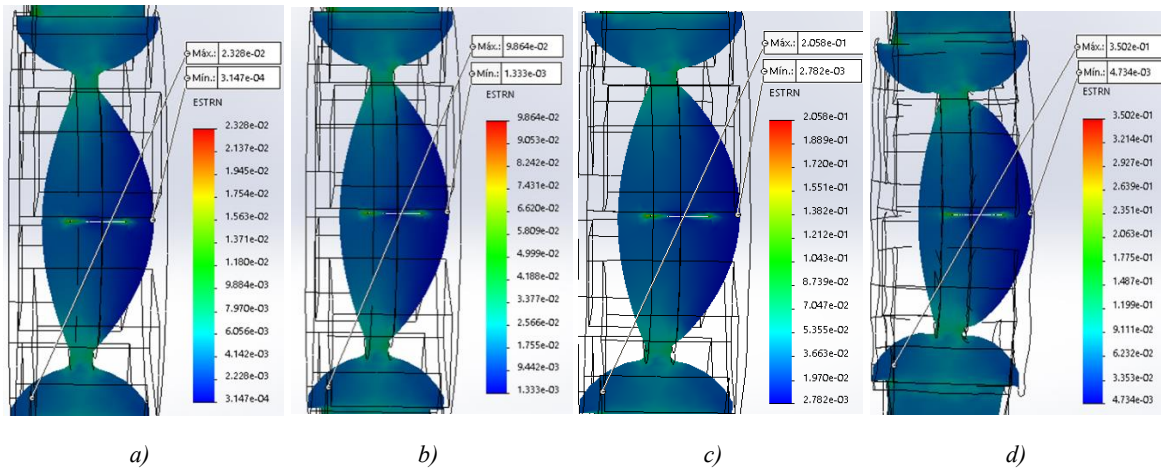 Máx.: 2.328e-02
Mín.: 3.147e-04
ESTRN
2.328e-02
2.137e-02
1.945e-02
1.754e-02
1.563e-02
1.371e-02
1.180e-02
9.884e-03
7.970e-03
6.056e-03
4.142e-03
2.228e-03
3.147e-04
a)
Máx.: 9.864e-02
Mín.: 1.333e-03
ESTRN
9.864e-02
9.053e-02
8.242e-02
7.431e-02
6.620e-02
5.809e-02
4.999e-02
4.188e-02
3.377e-02
2.566e-02
1.755e-02
9.442e-03
1.333e-03
b)
Máx.: 2.058e-01
Mín.: 2.782e-03
ESTRN
2.058e-01
1.889e-01
1.720e-01
1.551e-01
1.382e-01
1.212e-01
1.043e-01
8.739e-02
7.047e-02
5.355e-02
3.663e-02
1.970e-02
2.782e-03
c)
Máx.: 3.502e-01
Mín.: 4.734e-03
ESTRN
3.502e-01
3.214e-01
2.927e-01
2.639e-01
2.351e-01
2.063e-01
1.775e-01
1.487e-01
1.199e-01
9.111e-02
6.232e-02
3.353e-02
4.734e-03
d)